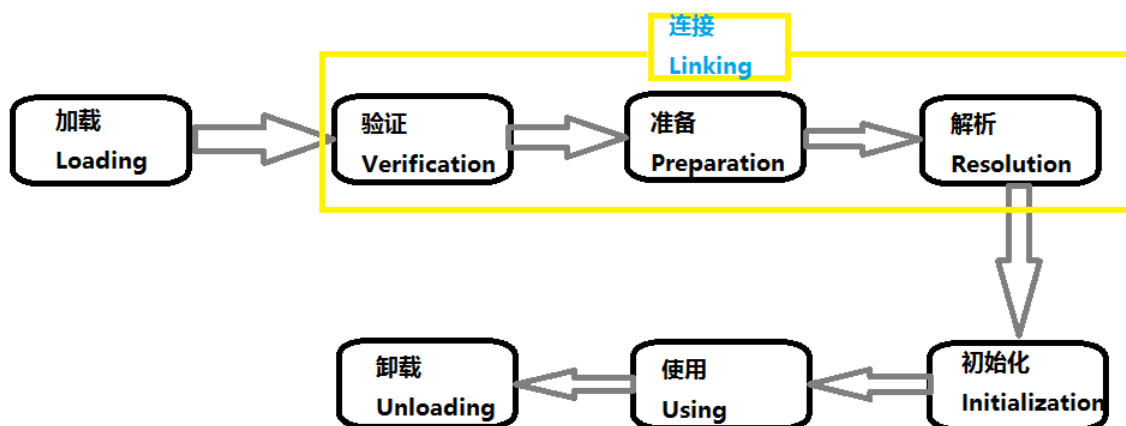 连接
Linking
加载
Loading
验证
Verification
准备
Preparation
解析
Resolution
卸载
Unloading
使用
Using
初始化
Initialization